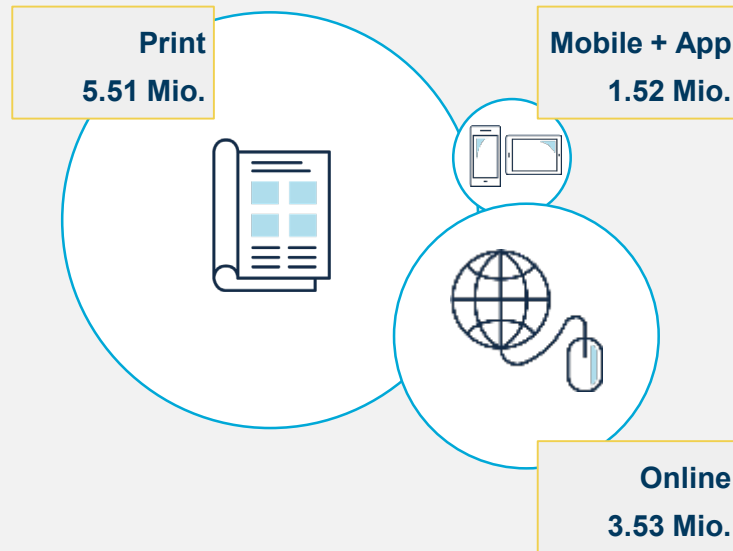 Print
5.51 Mio.
Mobile + App
1.52 Mio.
Online
3.53 Mio.